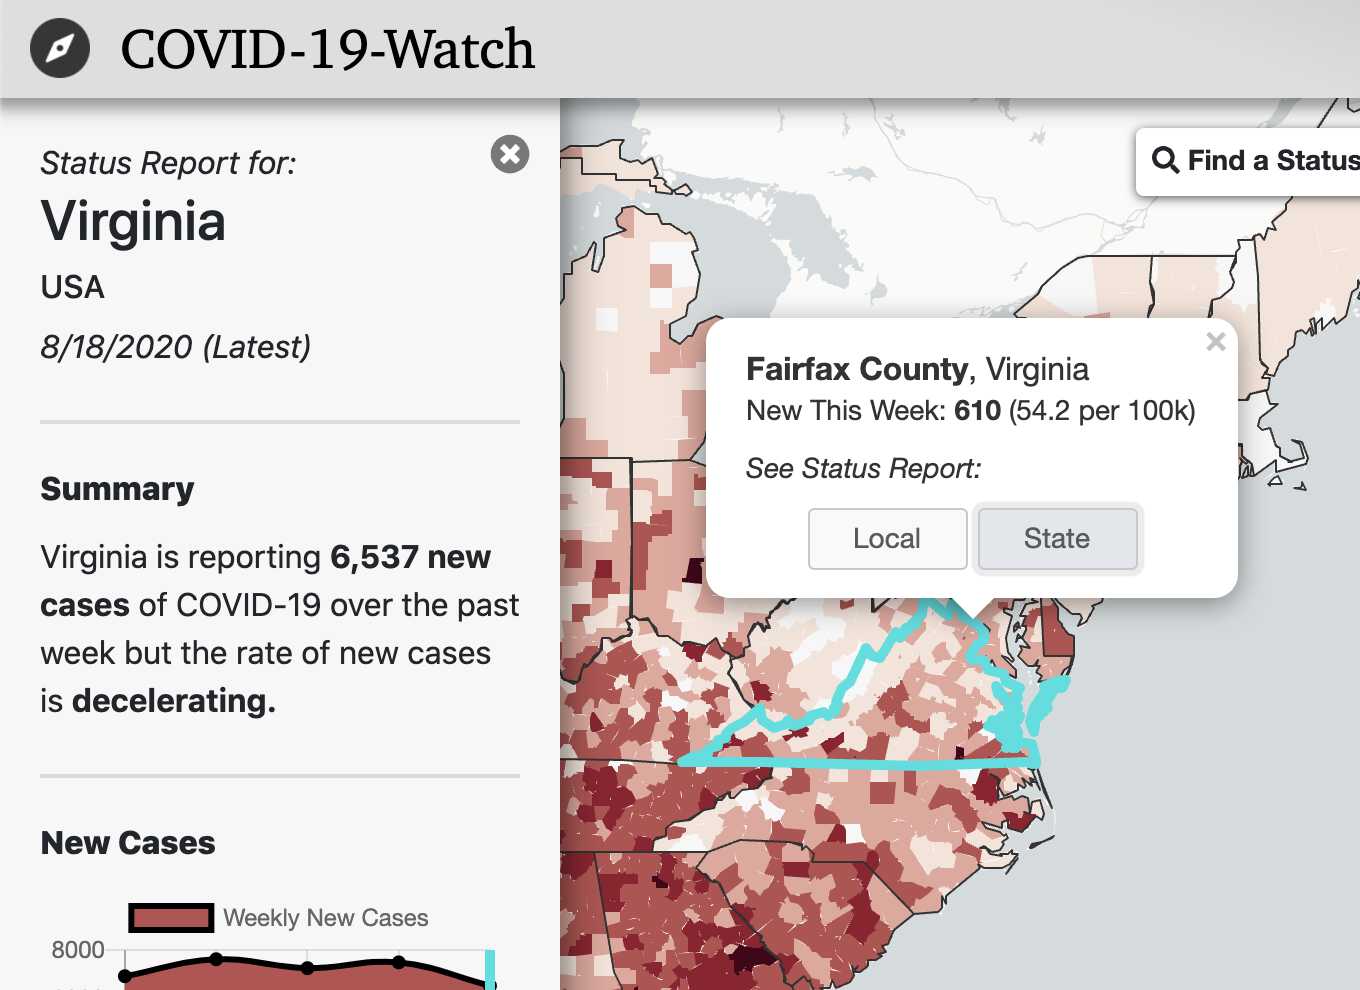 COVID-19-Watch
Status Report for:
Virginia
USA
8/18/2020 (Latest)
Summary
Virginia is reporting 6,537 new
cases of COVID-19 over the past
week but the rate of new cases
is decelerating.
New Cases
Weekly New Cases
8000
Find a Status
Fairfax County, Virginia
New This Week: 610 (54.2 per 100k)
See Status Report:
Local
State